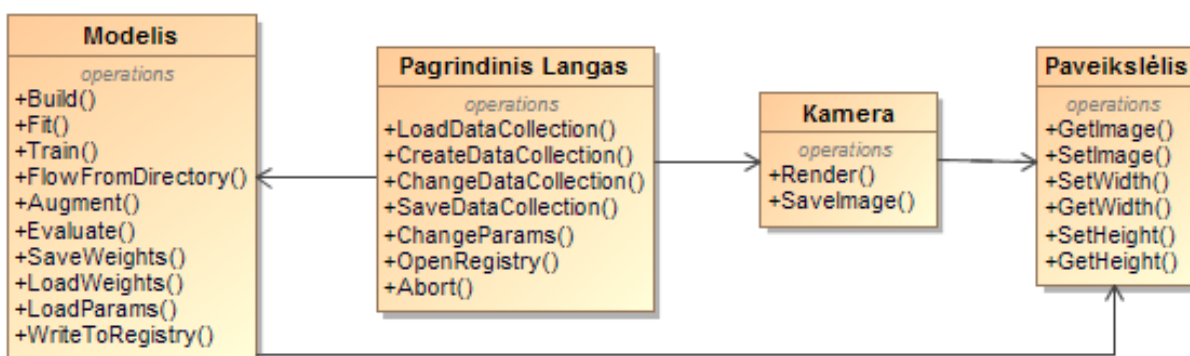 Modelis
operations
+Build()
+Fit()
+Train()
+FlowFromDirectory()
+Augment()
+Evaluate()
+SaveWeights()
+LoadWeights()
+LoadParams()
+WriteToRegistry()
Pagrindinis Langas
operations
+LoadDataCollection()
+CreateDataCollection()
+ChangeDataCollection()
+SaveDataCollection()
+ChangeParams()
+OpenRegistry()
+Abort()
Kamera
operations
+Render()
+SaveImage()
Paveikslėlis
operations
+GetImage()
+SetImage()
+SetWidth()
+GetWidth()
+SetHeight()
+GetHeight()